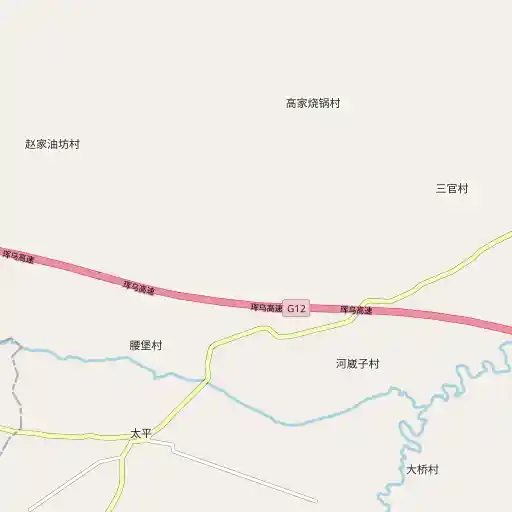 高家烧锅村
赵家油坊村
三官村
珲乌高速
珲乌高速
珲乌高速
G12
珲乌高速
腰堡村
河崴子村
太平
大桥村